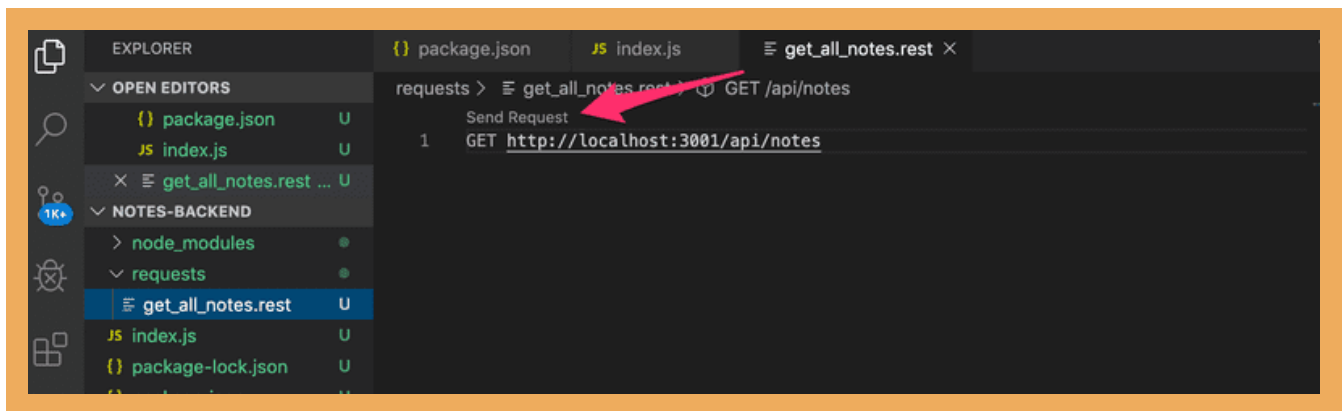 EXPLORER
{} package.json JS index.js get_all_notes.rest ×
OPEN EDITORS
requests > get_all_notes.rest > GET /api/notes
{} package.json U
Send Request
JS index.js U
1 GET http://localhost:3001/api/notes
× get_all_notes.rest ... U
1K+
NOTES-BACKEND
> node_modules
requests
get_all_notes.rest U
JS index.js U
{} package-lock.json U